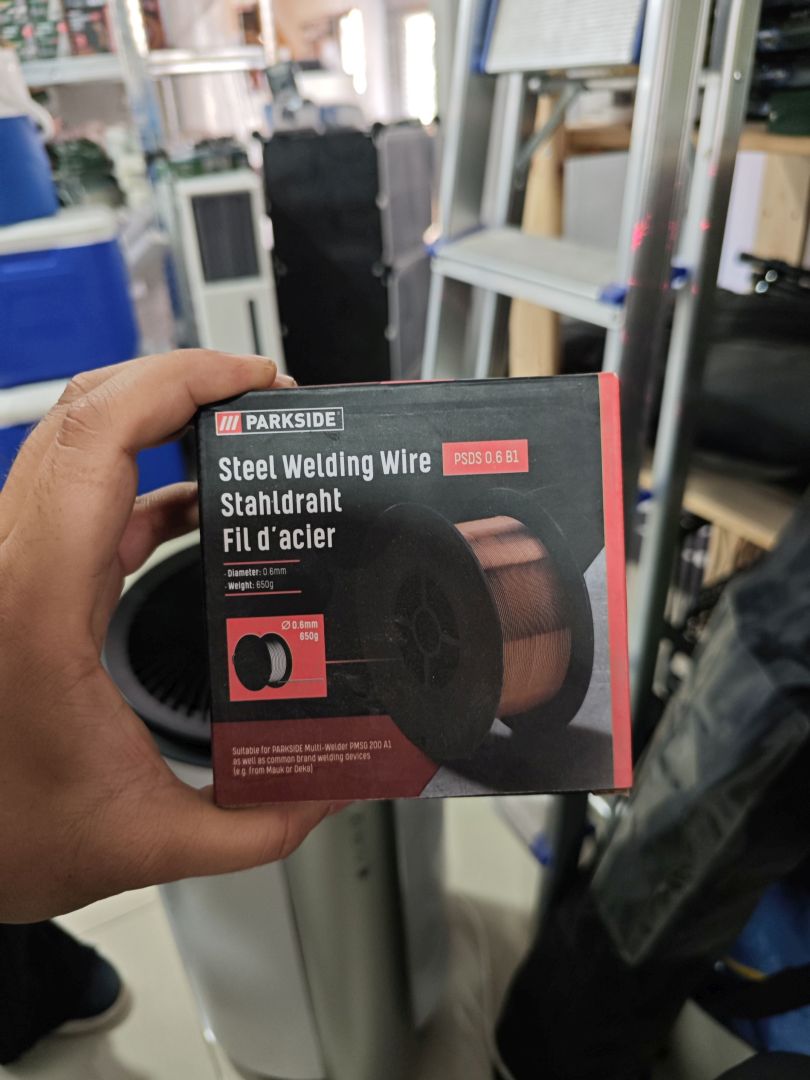 /// PARKSIDE
Steel Welding Wire
PSDS 0.6 B1
Stahldraht
Fil d'acier
· Diameter: 0.6mm
· Weight: 650g
Ø 0.6mm
650g
Suitable for PARKSIDE Multi-Welder PMSG 200 A1
as well as common brand welding devices
(e.g. from Mauk or Deka)